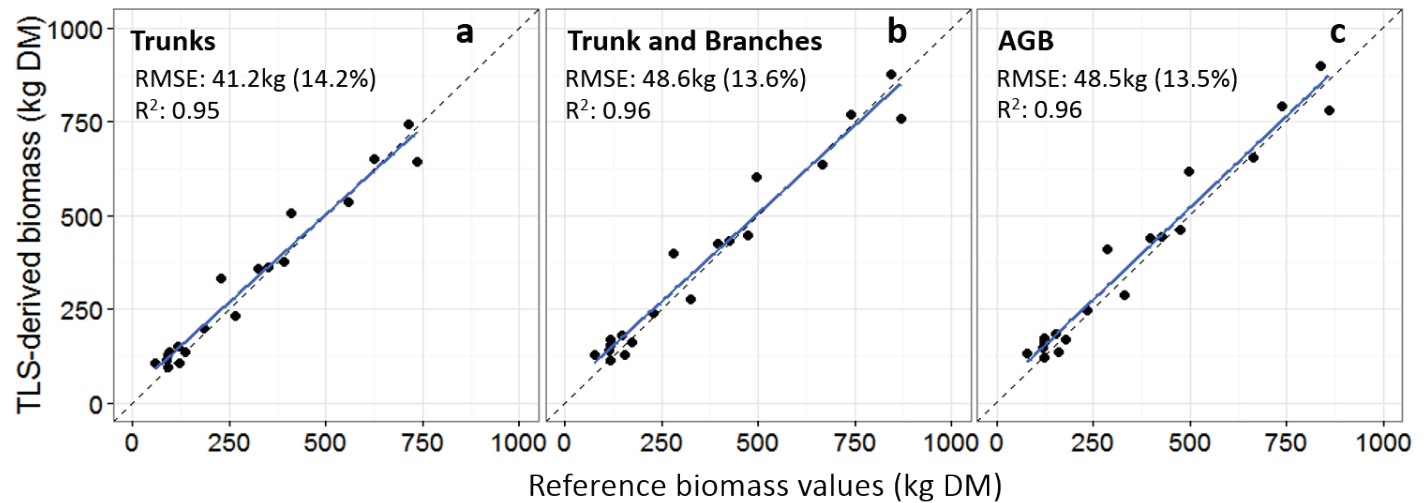 TLS-derived biomass (kg DM)
1000
750
500
250
0
Trunks
a
RMSE: 41.2kg (14.2%)
R²: 0.95
Trunk and Branches
b
RMSE: 48.6kg (13.6%)
R²: 0.96
AGB
c
RMSE: 48.5kg (13.5%)
R²: 0.96
0 250 500 750 1000
0 250 500 750 1000
0 250 500 750 1000
Reference biomass values (kg DM)